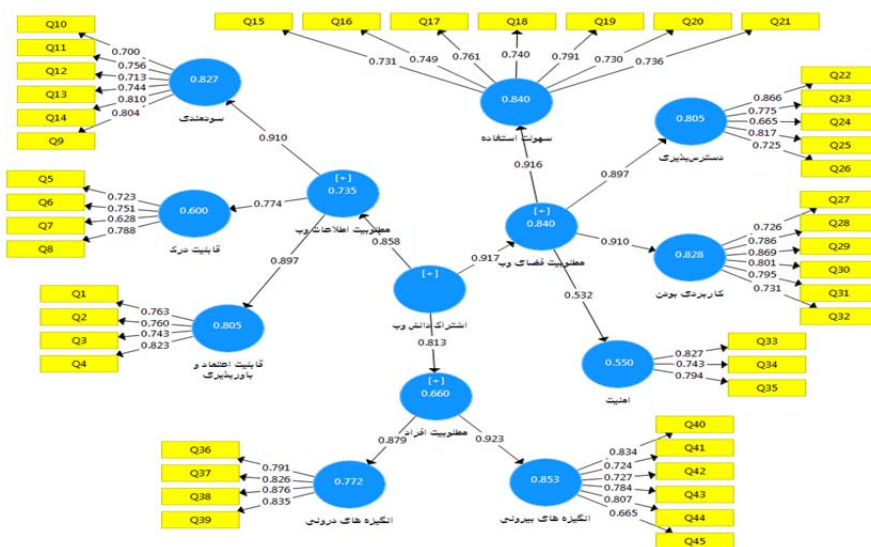 Q15
Q16
Q17
Q18
Q19
Q20
Q21
0.731
0.749
0.761
0.740
0.791
0.730
0.736
0.840
سهولت استفاده
Q10
Q11
Q12
Q13
Q14
Q9
0.700
0.756
0.713
0.744
0.810
0.804
0.827
سودمندی
0.910
Q5
Q6
Q7
Q8
0.723
0.751
0.628
0.788
0.600
قابلیت درک
0.774
[+]
0.735
مطلوبیت اطلاعات وب
0.897
Q1
Q2
Q3
Q4
0.763
0.760
0.743
0.823
0.805
قابلیت اعتماد و
باورپذیری
0.858
[+]
اشتراک دانش وب
0.917
0.813
0.916
[+]
0.840
مطلوبیت فضای وب
0.897
0.910
0.532
0.805
دسترس‌پذیری
0.866
0.775
0.665
0.817
0.725
Q22
Q23
Q24
Q25
Q26
0.828
کاربردی بودن
0.726
0.786
0.869
0.801
0.795
0.731
Q27
Q28
Q29
Q30
Q31
Q32
0.550
امنیت
0.827
0.743
0.794
Q33
Q34
Q35
[+]
0.660
مطلوبیت افراد
0.879
0.923
Q36
Q37
Q38
Q39
0.791
0.826
0.876
0.835
0.772
انگیزه های درونی
0.853
انگیزه های بیرونی
0.834
0.724
0.727
0.784
0.807
0.665
Q40
Q41
Q42
Q43
Q44
Q45